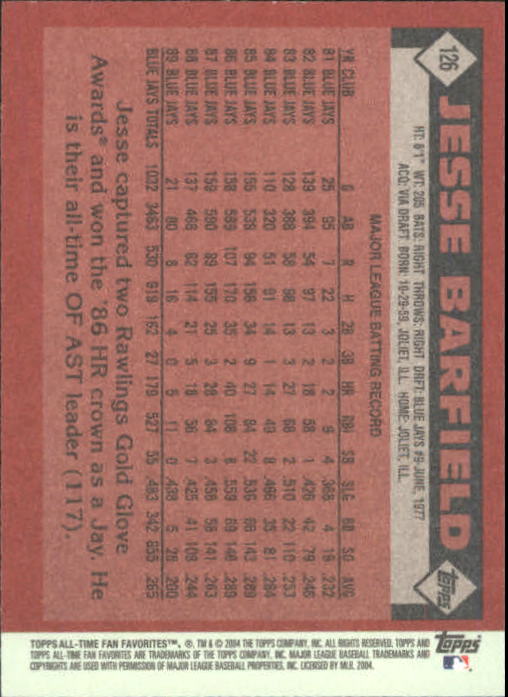 126 JESSE BARFIELD Topps
HT: 6'1" WT: 205 BATS: RIGHT THROWS: RIGHT DRFT: BLUE JAYS #9-JUNE, 1977
ACQ: VIA DRAFT BORN: 10-29-59, JOLIET, ILL. HOME: JOLIET, ILL.
MAJOR LEAGUE BATTING RECORD
YR CLUB G AB R H 2B 3B HR RBI SB SLG BB SO AVG
81 BLUE JAYS 25 95 7 22 3 2 2 9 4 .368 4 19 .232
82 BLUE JAYS 139 394 54 97 13 2 18 58 1 .426 42 79 .246
83 BLUE JAYS 128 388 58 98 13 3 27 68 2 .510 22 110 .253
84 BLUE JAYS 110 320 51 91 14 1 14 49 8 .466 35 81 .284
85 BLUE JAYS 155 539 94 156 34 9 27 84 22 .536 66 143 .289
86 BLUE JAYS 158 589 107 170 35 2 40 108 8 .559 69 146 .289
87 BLUE JAYS 159 590 89 155 25 3 28 84 3 .458 58 141 .263
88 BLUE JAYS 137 468 62 114 21 5 18 56 7 .425 41 108 .244
89 BLUE JAYS 21 80 8 16 4 0 5 11 0 .438 5 28 .200
BLUE JAYS TOTALS 1032 3463 530 919 162 27 179 527 55 .483 342 855 .265
Jesse captured two Rawlings Gold Glove
Awards® and won the '86 HR crown as a Jay. He
is their all-time OF AST leader (117).
TOPPS ALL-TIME FAN FAVORITES™, ®, TM & © 2004 THE TOPPS COMPANY, INC. ALL RIGHTS RESERVED. TOPPS AND
TOPPS ALL-TIME FAN FAVORITES ARE TRADEMARKS OF THE TOPPS COMPANY, INC. MAJOR LEAGUE BASEBALL TRADEMARKS AND
COPYRIGHTS ARE USED WITH PERMISSION OF MAJOR LEAGUE BASEBALL PROPERTIES, INC. LICENSED BY MLB, 2004.
Topps